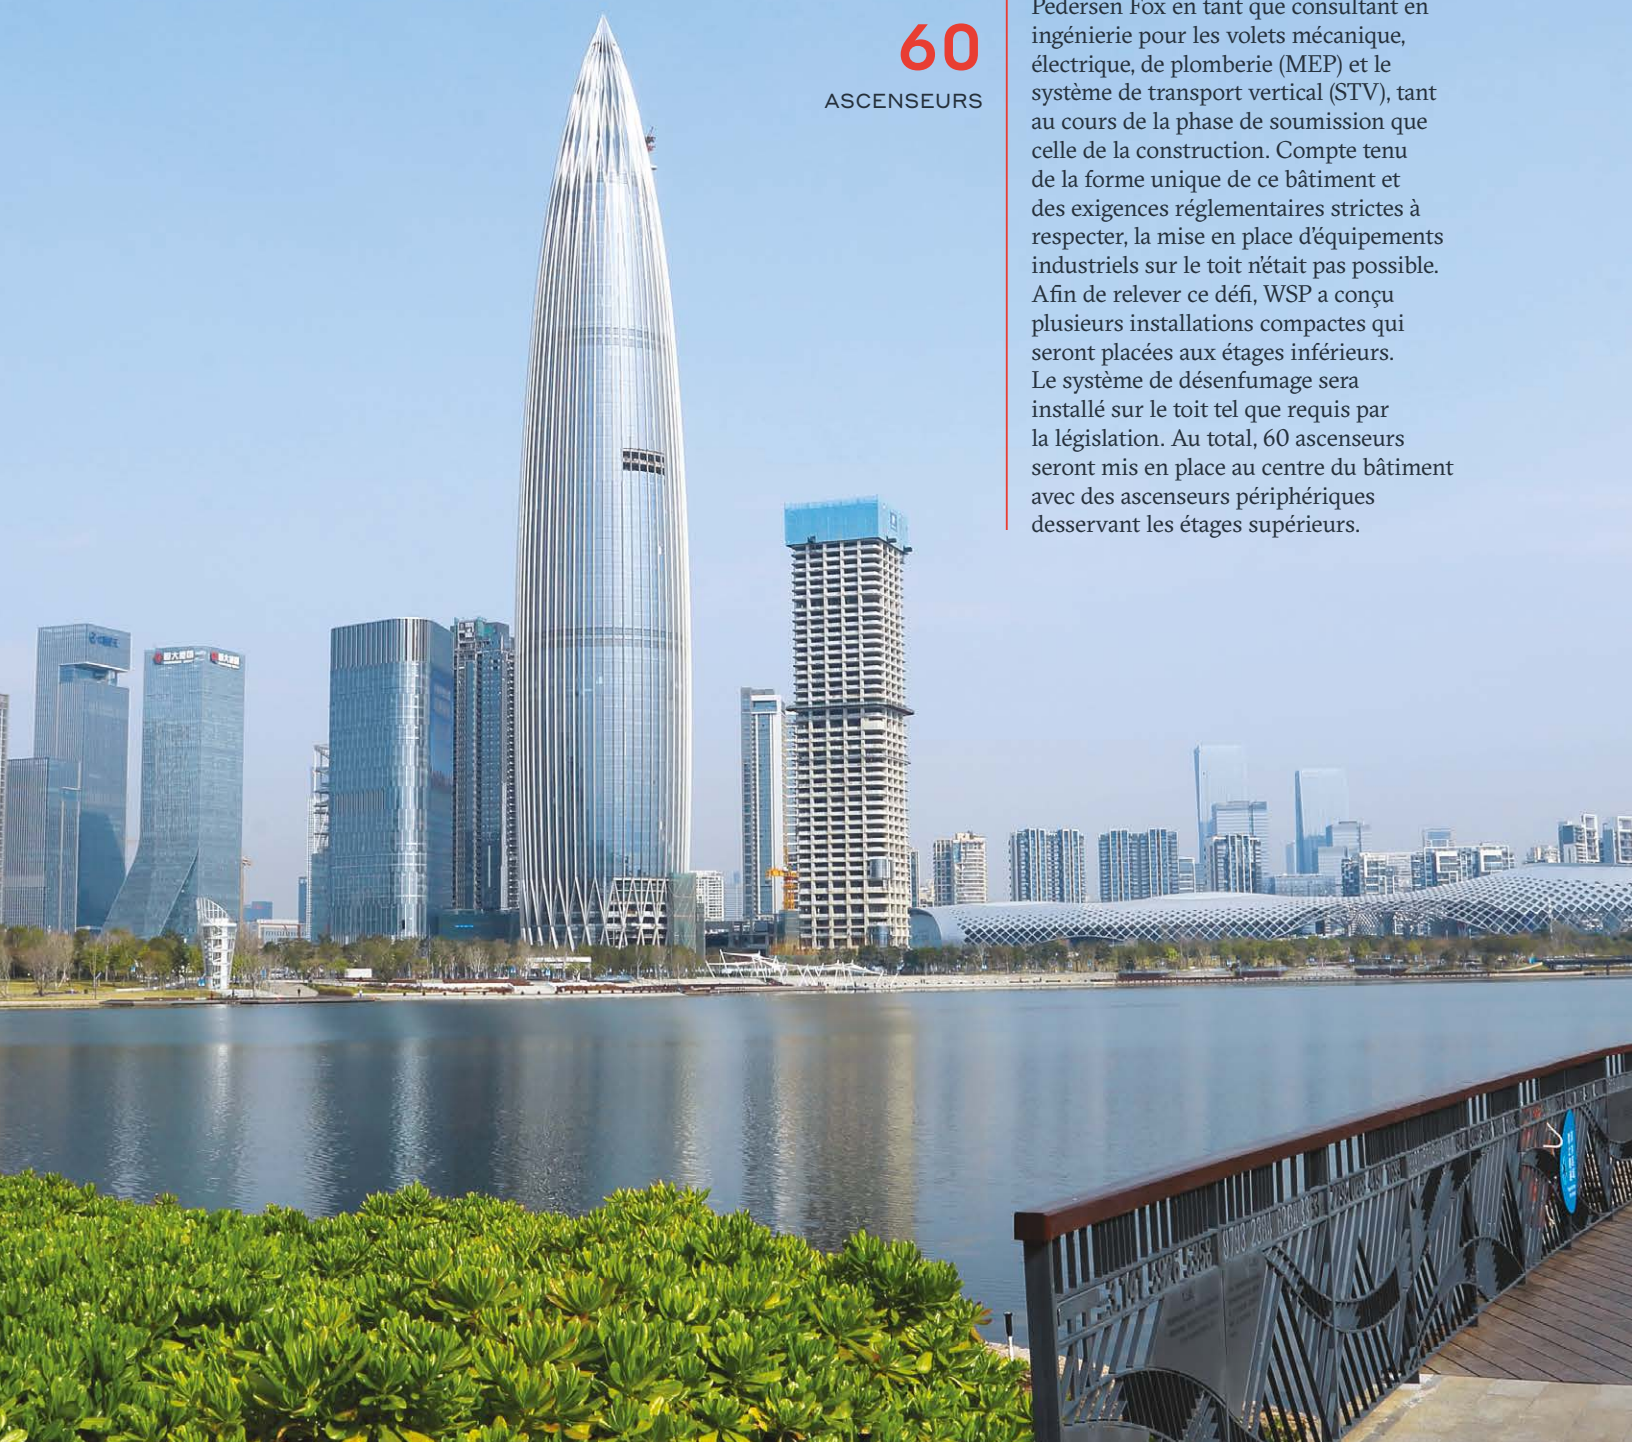 60
ASCENSEURS
Pedersen Fox en tant que consultant en
ingénierie pour les volets mécanique,
électrique, de plomberie (MEP) et le
système de transport vertical (STV), tant
au cours de la phase de soumission que
celle de la construction. Compte tenu
de la forme unique de ce bâtiment et
des exigences réglementaires strictes à
respecter, la mise en place d’équipements
industriels sur le toit n’était pas possible.
Afin de relever ce défi, WSP a conçu
plusieurs installations compactes qui
seront placées aux étages inférieurs.
Le système de désenfumage sera
installé sur le toit tel que requis par
la législation. Au total, 60 ascenseurs
seront mis en place au centre du bâtiment
avec des ascenseurs périphériques
desservant les étages supérieurs.